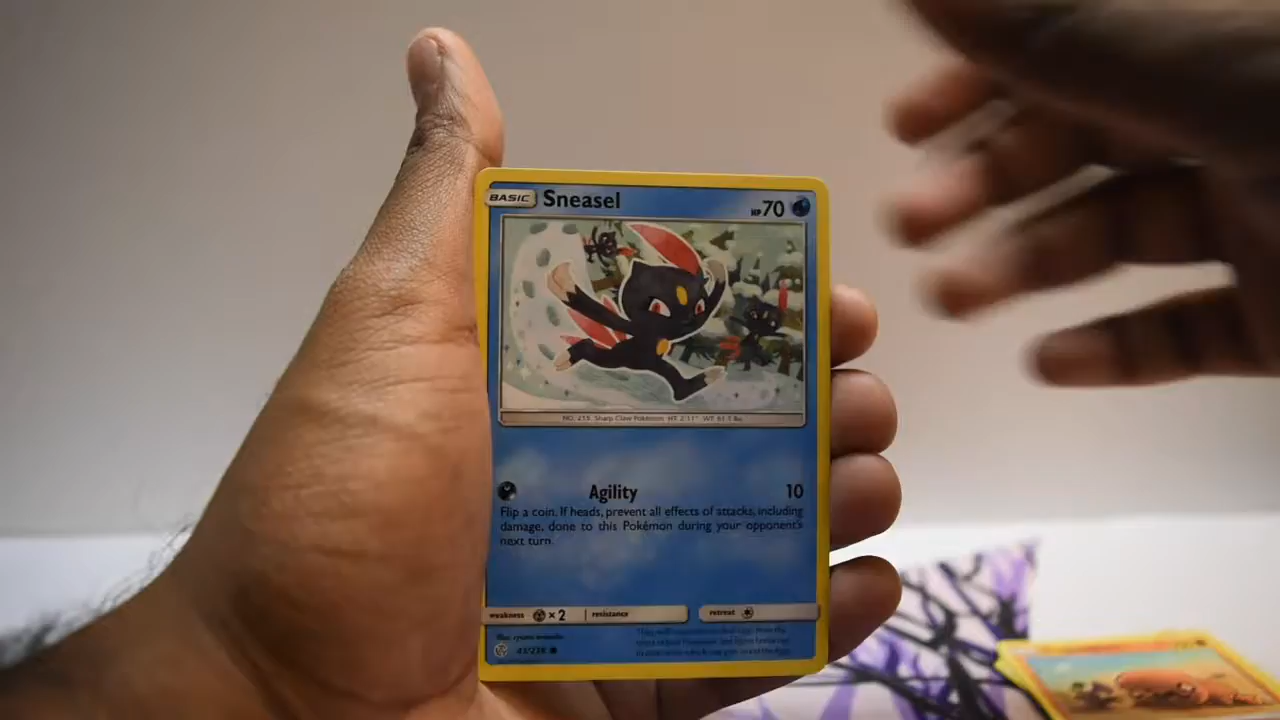 BASIC Sneasel HP 70
NO. 215 Sharp Claw Pokémon HT: 2'11" WT: 61.7 lbs.
Agility 10
Flip a coin. If heads, prevent all effects of attacks, including
damage, done to this Pokémon during your opponent's
next turn.
weakness ×2 resistance retreat
Illus.